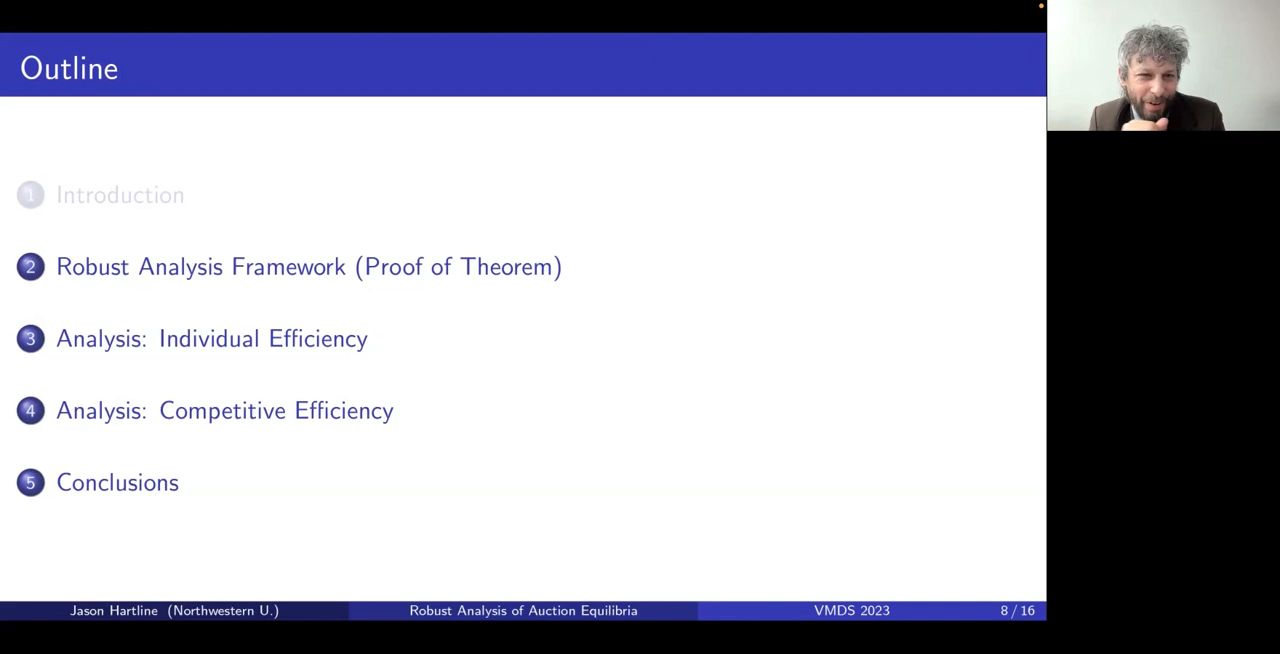 Outline
1 Introduction
2 Robust Analysis Framework (Proof of Theorem)
3 Analysis: Individual Efficiency
4 Analysis: Competitive Efficiency
5 Conclusions
Jason Hartline (Northwestern U.) Robust Analysis of Auction Equilibria VMDS 2023 8 / 16